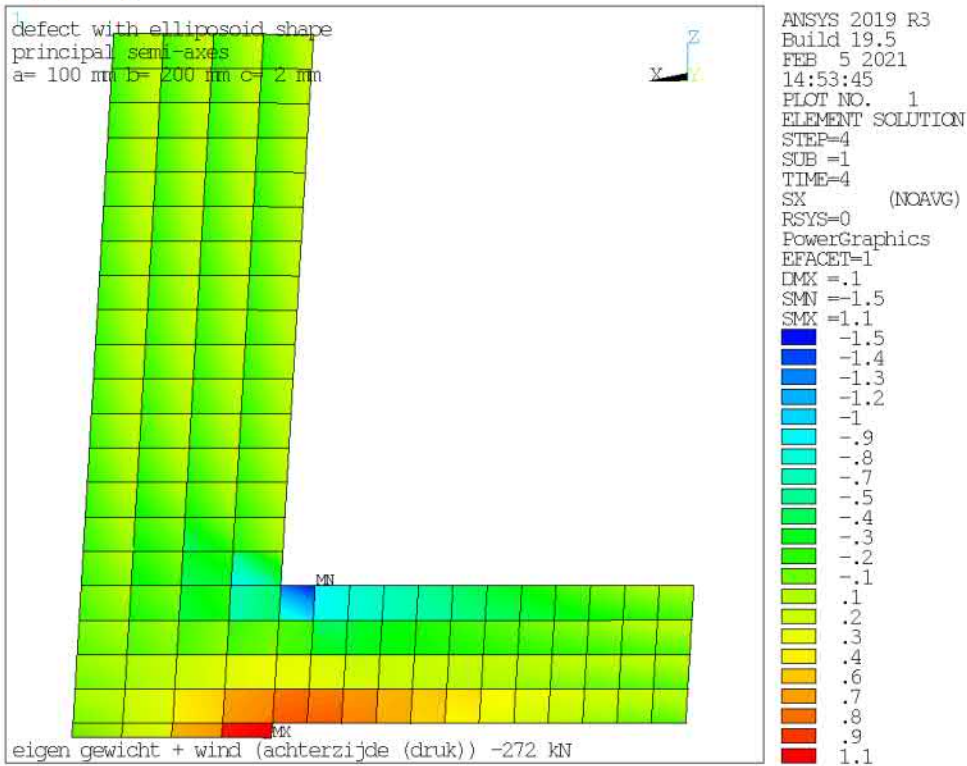 1
defect with elliposoid shape
principal semi-axes
a= 100 mm b= 200 mm c= 2 mm
Z
X
Y
MN
MX
eigen gewicht + wind (achterzijde (druk)) -272 kN
ANSYS 2019 R3
Build 19.5
FEB 5 2021
14:53:45
PLOT NO. 1
ELEMENT SOLUTION
STEP=4
SUB =1
TIME=4
SX (NOAVG)
RSYS=0
PowerGraphics
EFACET=1
DMX =.1
SMN =-1.5
SMX =1.1
-1.5
-1.4
-1.3
-1.2
-1
-.9
-.8
-.7
-.5
-.4
-.3
-.2
-.1
.1
.2
.3
.4
.6
.7
.8
.9
1.1